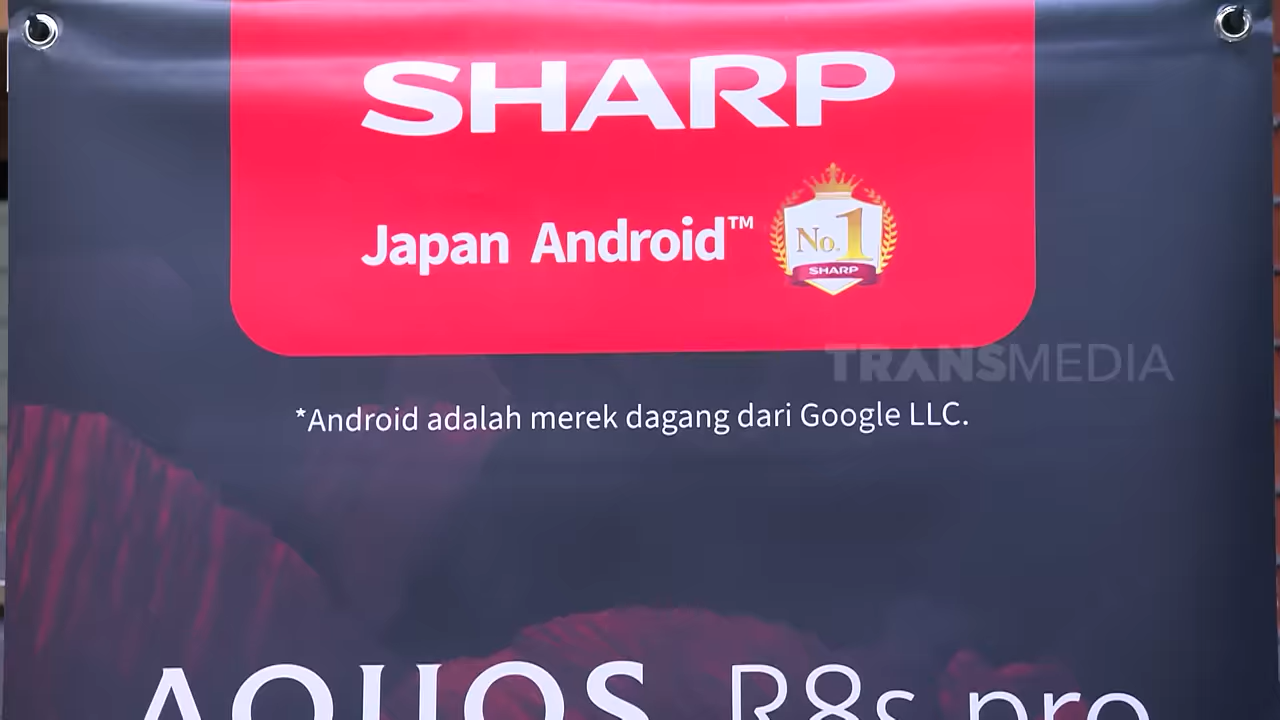 SHARP
Japan Android™
No.1
SHARP
TRANSMEDIA
*Android adalah merek dagang dari Google LLC.
AQUOS R8s pro